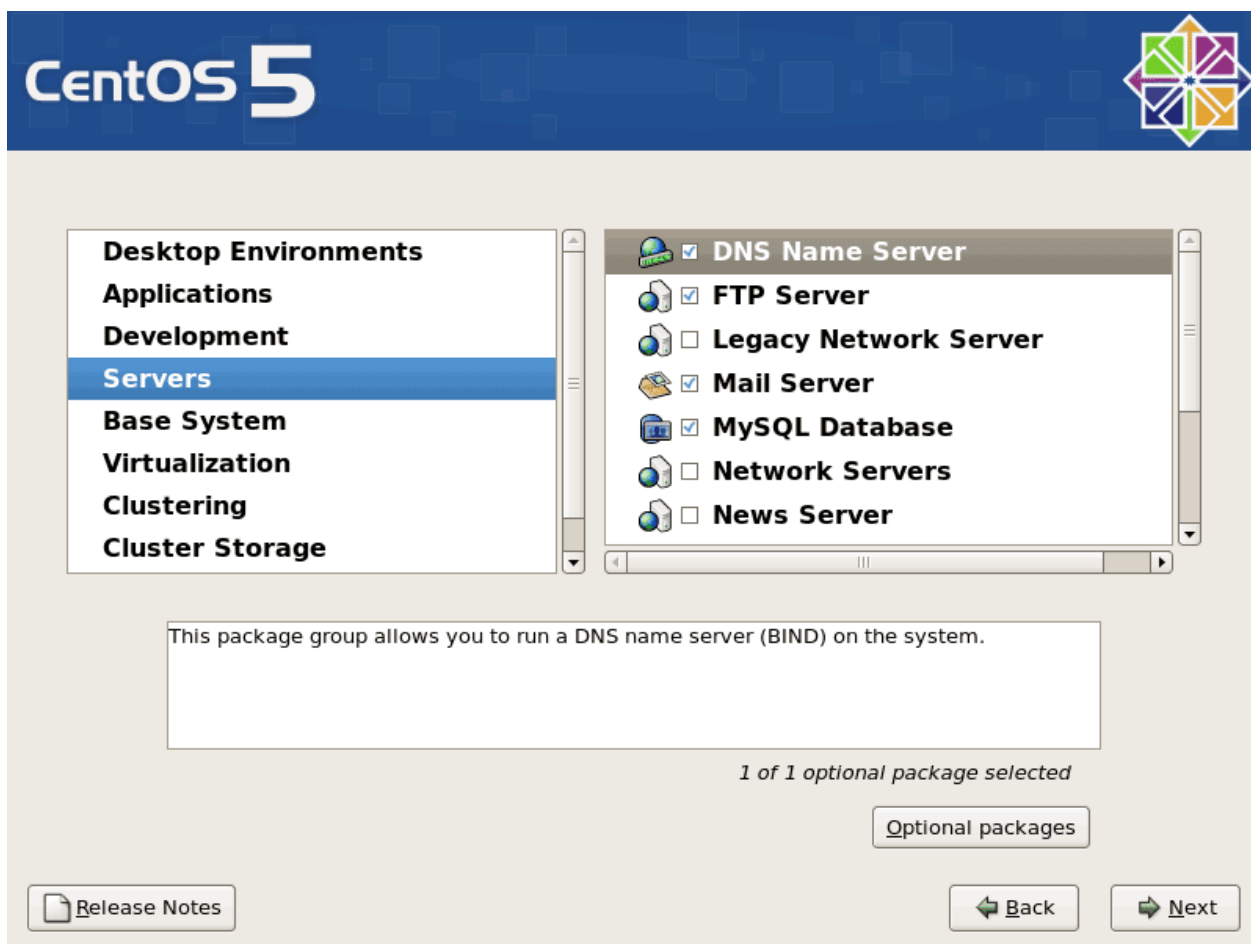 CentOS 5
Desktop Environments
Applications
Development
Servers
Base System
Virtualization
Clustering
Cluster Storage
DNS Name Server
FTP Server
Legacy Network Server
Mail Server
MySQL Database
Network Servers
News Server
This package group allows you to run a DNS name server (BIND) on the system.
1 of 1 optional package selected
Optional packages
Release Notes
Back
Next